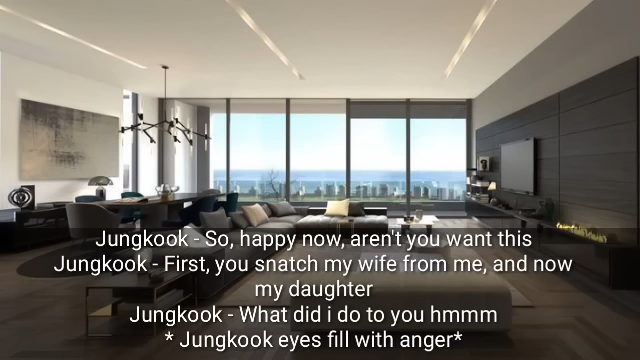 Jungkook - So, happy now, aren't you want this
Jungkook - First, you snatch my wife from me, and now
my daughter
Jungkook - What did i do to you hmmm
* Jungkook eyes fill with anger*